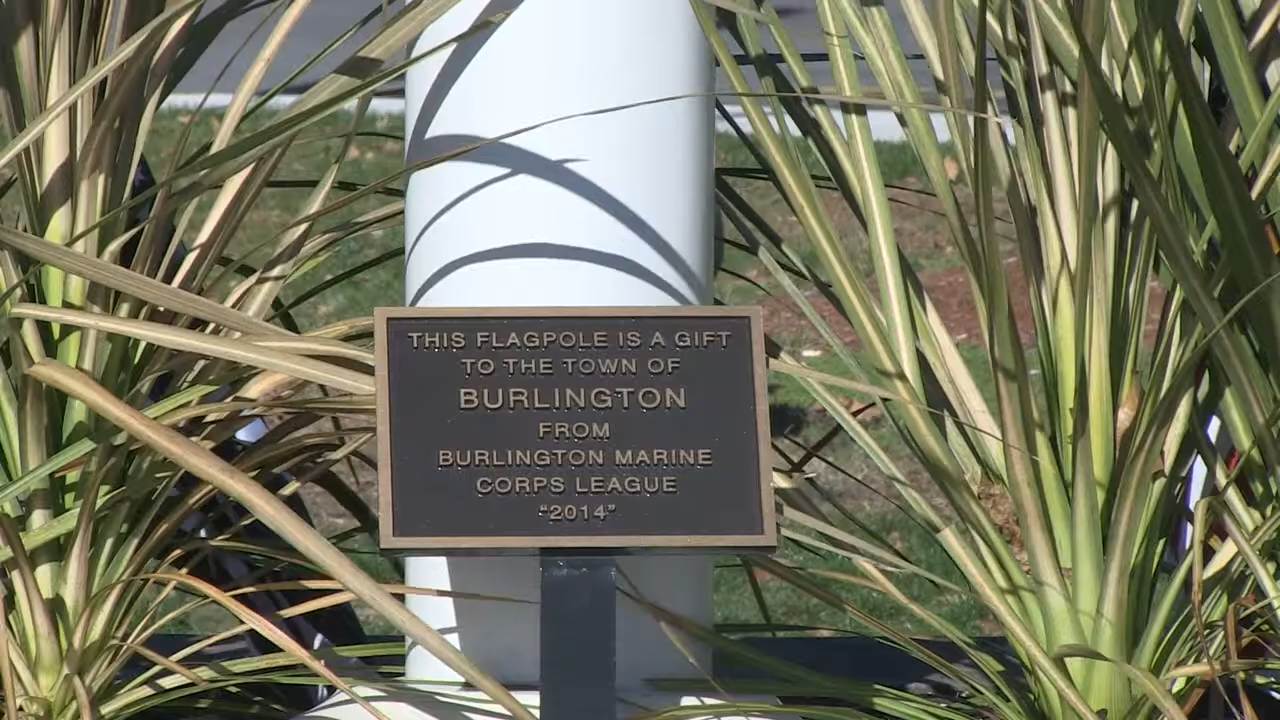 THIS FLAGPOLE IS A GIFT
TO THE TOWN OF
BURLINGTON
FROM
BURLINGTON MARINE
CORPS LEAGUE
“2014”